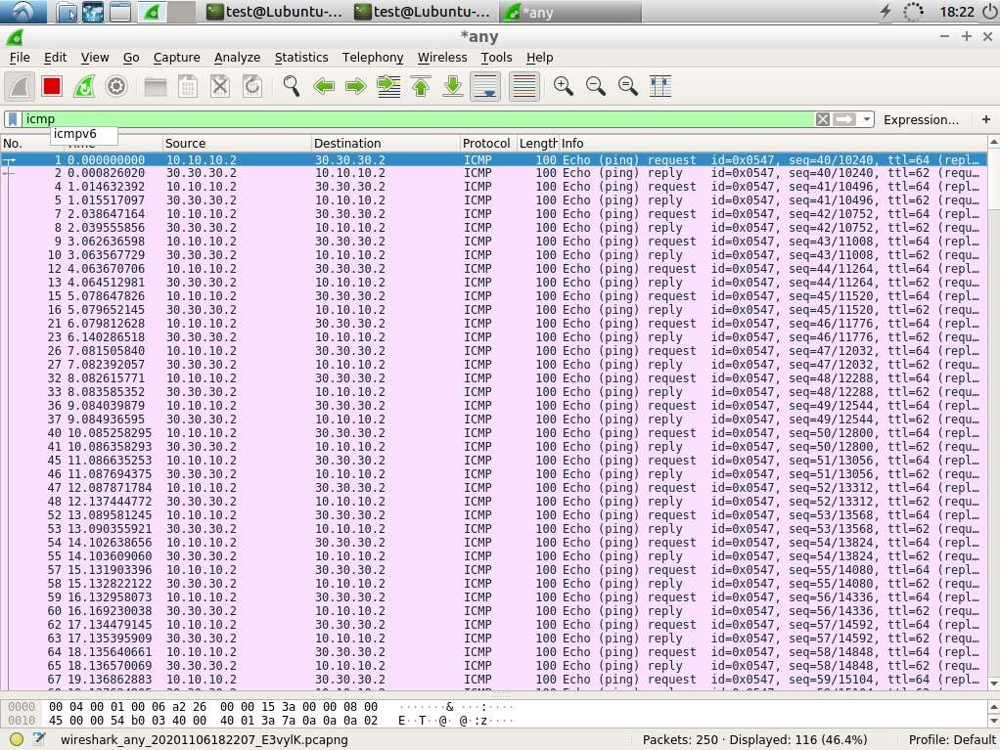 test@Lubuntu-... test@Lubuntu-... *any 18:22
*any
File Edit View Go Capture Analyze Statistics Telephony Wireless Tools Help
icmp Expression... +
icmpv6
No. Time Source Destination Protocol Length Info
1 0.000000000 10.10.10.2 30.30.30.2 ICMP 100 Echo (ping) request id=0x0547, seq=40/10240, ttl=64 (repl…
2 0.000826020 30.30.30.2 10.10.10.2 ICMP 100 Echo (ping) reply id=0x0547, seq=40/10240, ttl=62 (requ…
4 1.014632392 10.10.10.2 30.30.30.2 ICMP 100 Echo (ping) request id=0x0547, seq=41/10496, ttl=64 (repl…
5 1.015517097 30.30.30.2 10.10.10.2 ICMP 100 Echo (ping) reply id=0x0547, seq=41/10496, ttl=62 (requ…
7 2.038647164 10.10.10.2 30.30.30.2 ICMP 100 Echo (ping) request id=0x0547, seq=42/10752, ttl=64 (repl…
8 2.039555856 30.30.30.2 10.10.10.2 ICMP 100 Echo (ping) reply id=0x0547, seq=42/10752, ttl=62 (requ…
9 3.062636598 10.10.10.2 30.30.30.2 ICMP 100 Echo (ping) request id=0x0547, seq=43/11008, ttl=64 (repl…
10 3.063567729 30.30.30.2 10.10.10.2 ICMP 100 Echo (ping) reply id=0x0547, seq=43/11008, ttl=62 (requ…
12 4.063670706 10.10.10.2 30.30.30.2 ICMP 100 Echo (ping) request id=0x0547, seq=44/11264, ttl=64 (repl…
13 4.064512981 30.30.30.2 10.10.10.2 ICMP 100 Echo (ping) reply id=0x0547, seq=44/11264, ttl=62 (requ…
15 5.078647826 10.10.10.2 30.30.30.2 ICMP 100 Echo (ping) request id=0x0547, seq=45/11520, ttl=64 (repl…
16 5.079652145 30.30.30.2 10.10.10.2 ICMP 100 Echo (ping) reply id=0x0547, seq=45/11520, ttl=62 (requ…
21 6.079812628 10.10.10.2 30.30.30.2 ICMP 100 Echo (ping) request id=0x0547, seq=46/11776, ttl=64 (repl…
23 6.140286518 30.30.30.2 10.10.10.2 ICMP 100 Echo (ping) reply id=0x0547, seq=46/11776, ttl=62 (requ…
26 7.081505840 10.10.10.2 30.30.30.2 ICMP 100 Echo (ping) request id=0x0547, seq=47/12032, ttl=64 (repl…
27 7.082392057 30.30.30.2 10.10.10.2 ICMP 100 Echo (ping) reply id=0x0547, seq=47/12032, ttl=62 (requ…
32 8.082615771 10.10.10.2 30.30.30.2 ICMP 100 Echo (ping) request id=0x0547, seq=48/12288, ttl=64 (repl…
33 8.083585352 30.30.30.2 10.10.10.2 ICMP 100 Echo (ping) reply id=0x0547, seq=48/12288, ttl=62 (requ…
36 9.084039879 10.10.10.2 30.30.30.2 ICMP 100 Echo (ping) request id=0x0547, seq=49/12544, ttl=64 (repl…
37 9.084936595 30.30.30.2 10.10.10.2 ICMP 100 Echo (ping) reply id=0x0547, seq=49/12544, ttl=62 (requ…
40 10.085258295 10.10.10.2 30.30.30.2 ICMP 100 Echo (ping) request id=0x0547, seq=50/12800, ttl=64 (repl…
41 10.086358293 30.30.30.2 10.10.10.2 ICMP 100 Echo (ping) reply id=0x0547, seq=50/12800, ttl=62 (requ…
45 11.086635253 10.10.10.2 30.30.30.2 ICMP 100 Echo (ping) request id=0x0547, seq=51/13056, ttl=64 (repl…
46 11.087694375 30.30.30.2 10.10.10.2 ICMP 100 Echo (ping) reply id=0x0547, seq=51/13056, ttl=62 (requ…
47 12.087871784 10.10.10.2 30.30.30.2 ICMP 100 Echo (ping) request id=0x0547, seq=52/13312, ttl=64 (repl…
48 12.137444772 30.30.30.2 10.10.10.2 ICMP 100 Echo (ping) reply id=0x0547, seq=52/13312, ttl=62 (requ…
52 13.089581245 10.10.10.2 30.30.30.2 ICMP 100 Echo (ping) request id=0x0547, seq=53/13568, ttl=64 (repl…
53 13.090355921 30.30.30.2 10.10.10.2 ICMP 100 Echo (ping) reply id=0x0547, seq=53/13568, ttl=62 (requ…
54 14.102638656 10.10.10.2 30.30.30.2 ICMP 100 Echo (ping) request id=0x0547, seq=54/13824, ttl=64 (repl…
55 14.103609060 30.30.30.2 10.10.10.2 ICMP 100 Echo (ping) reply id=0x0547, seq=54/13824, ttl=62 (requ…
57 15.131903396 10.10.10.2 30.30.30.2 ICMP 100 Echo (ping) request id=0x0547, seq=55/14080, ttl=64 (repl…
58 15.132822122 30.30.30.2 10.10.10.2 ICMP 100 Echo (ping) reply id=0x0547, seq=55/14080, ttl=62 (requ…
59 16.132958073 10.10.10.2 30.30.30.2 ICMP 100 Echo (ping) request id=0x0547, seq=56/14336, ttl=64 (repl…
60 16.169230038 30.30.30.2 10.10.10.2 ICMP 100 Echo (ping) reply id=0x0547, seq=56/14336, ttl=62 (requ…
62 17.134479145 10.10.10.2 30.30.30.2 ICMP 100 Echo (ping) request id=0x0547, seq=57/14592, ttl=64 (repl…
63 17.135395909 30.30.30.2 10.10.10.2 ICMP 100 Echo (ping) reply id=0x0547, seq=57/14592, ttl=62 (requ…
64 18.135640661 10.10.10.2 30.30.30.2 ICMP 100 Echo (ping) request id=0x0547, seq=58/14848, ttl=64 (repl…
65 18.136570069 30.30.30.2 10.10.10.2 ICMP 100 Echo (ping) reply id=0x0547, seq=58/14848, ttl=62 (requ…
67 19.136862883 10.10.10.2 30.30.30.2 ICMP 100 Echo (ping) request id=0x0547, seq=59/15104, ttl=64 (repl…
0000 00 04 00 01 00 06 a2 26 00 00 15 3a 00 00 08 00 ·······& ···:····
0010 45 00 00 54 b0 03 40 00 40 01 3a 7a 0a 0a 0a 02 E··T··@· @·:z····
wireshark_any_20201106182207_E3vylK.pcapng Packets: 250 · Displayed: 116 (46.4%) Profile: Default